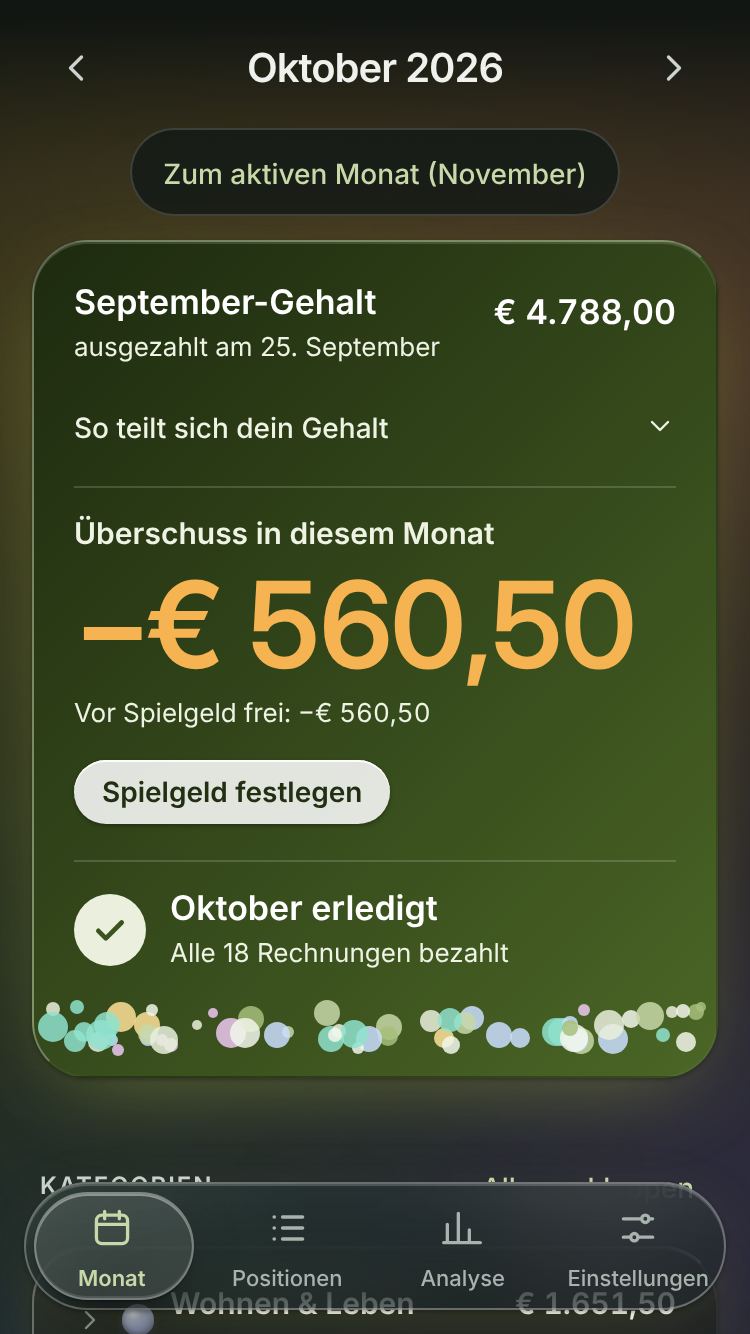 Oktober 2026
Zum aktiven Monat (November)
September-Gehalt
€ 4.788,00
ausgezahlt am 25. September
So teilt sich dein Gehalt
Überschuss in diesem Monat
−€ 560,50
Vor Spielgeld frei: −€ 560,50
Spielgeld festlegen
Oktober erledigt
Alle 18 Rechnungen bezahlt
KATEGORIEN
Monat
Positionen
Analyse
Einstellungen
Wohnen & Leben
€ 1.651,50